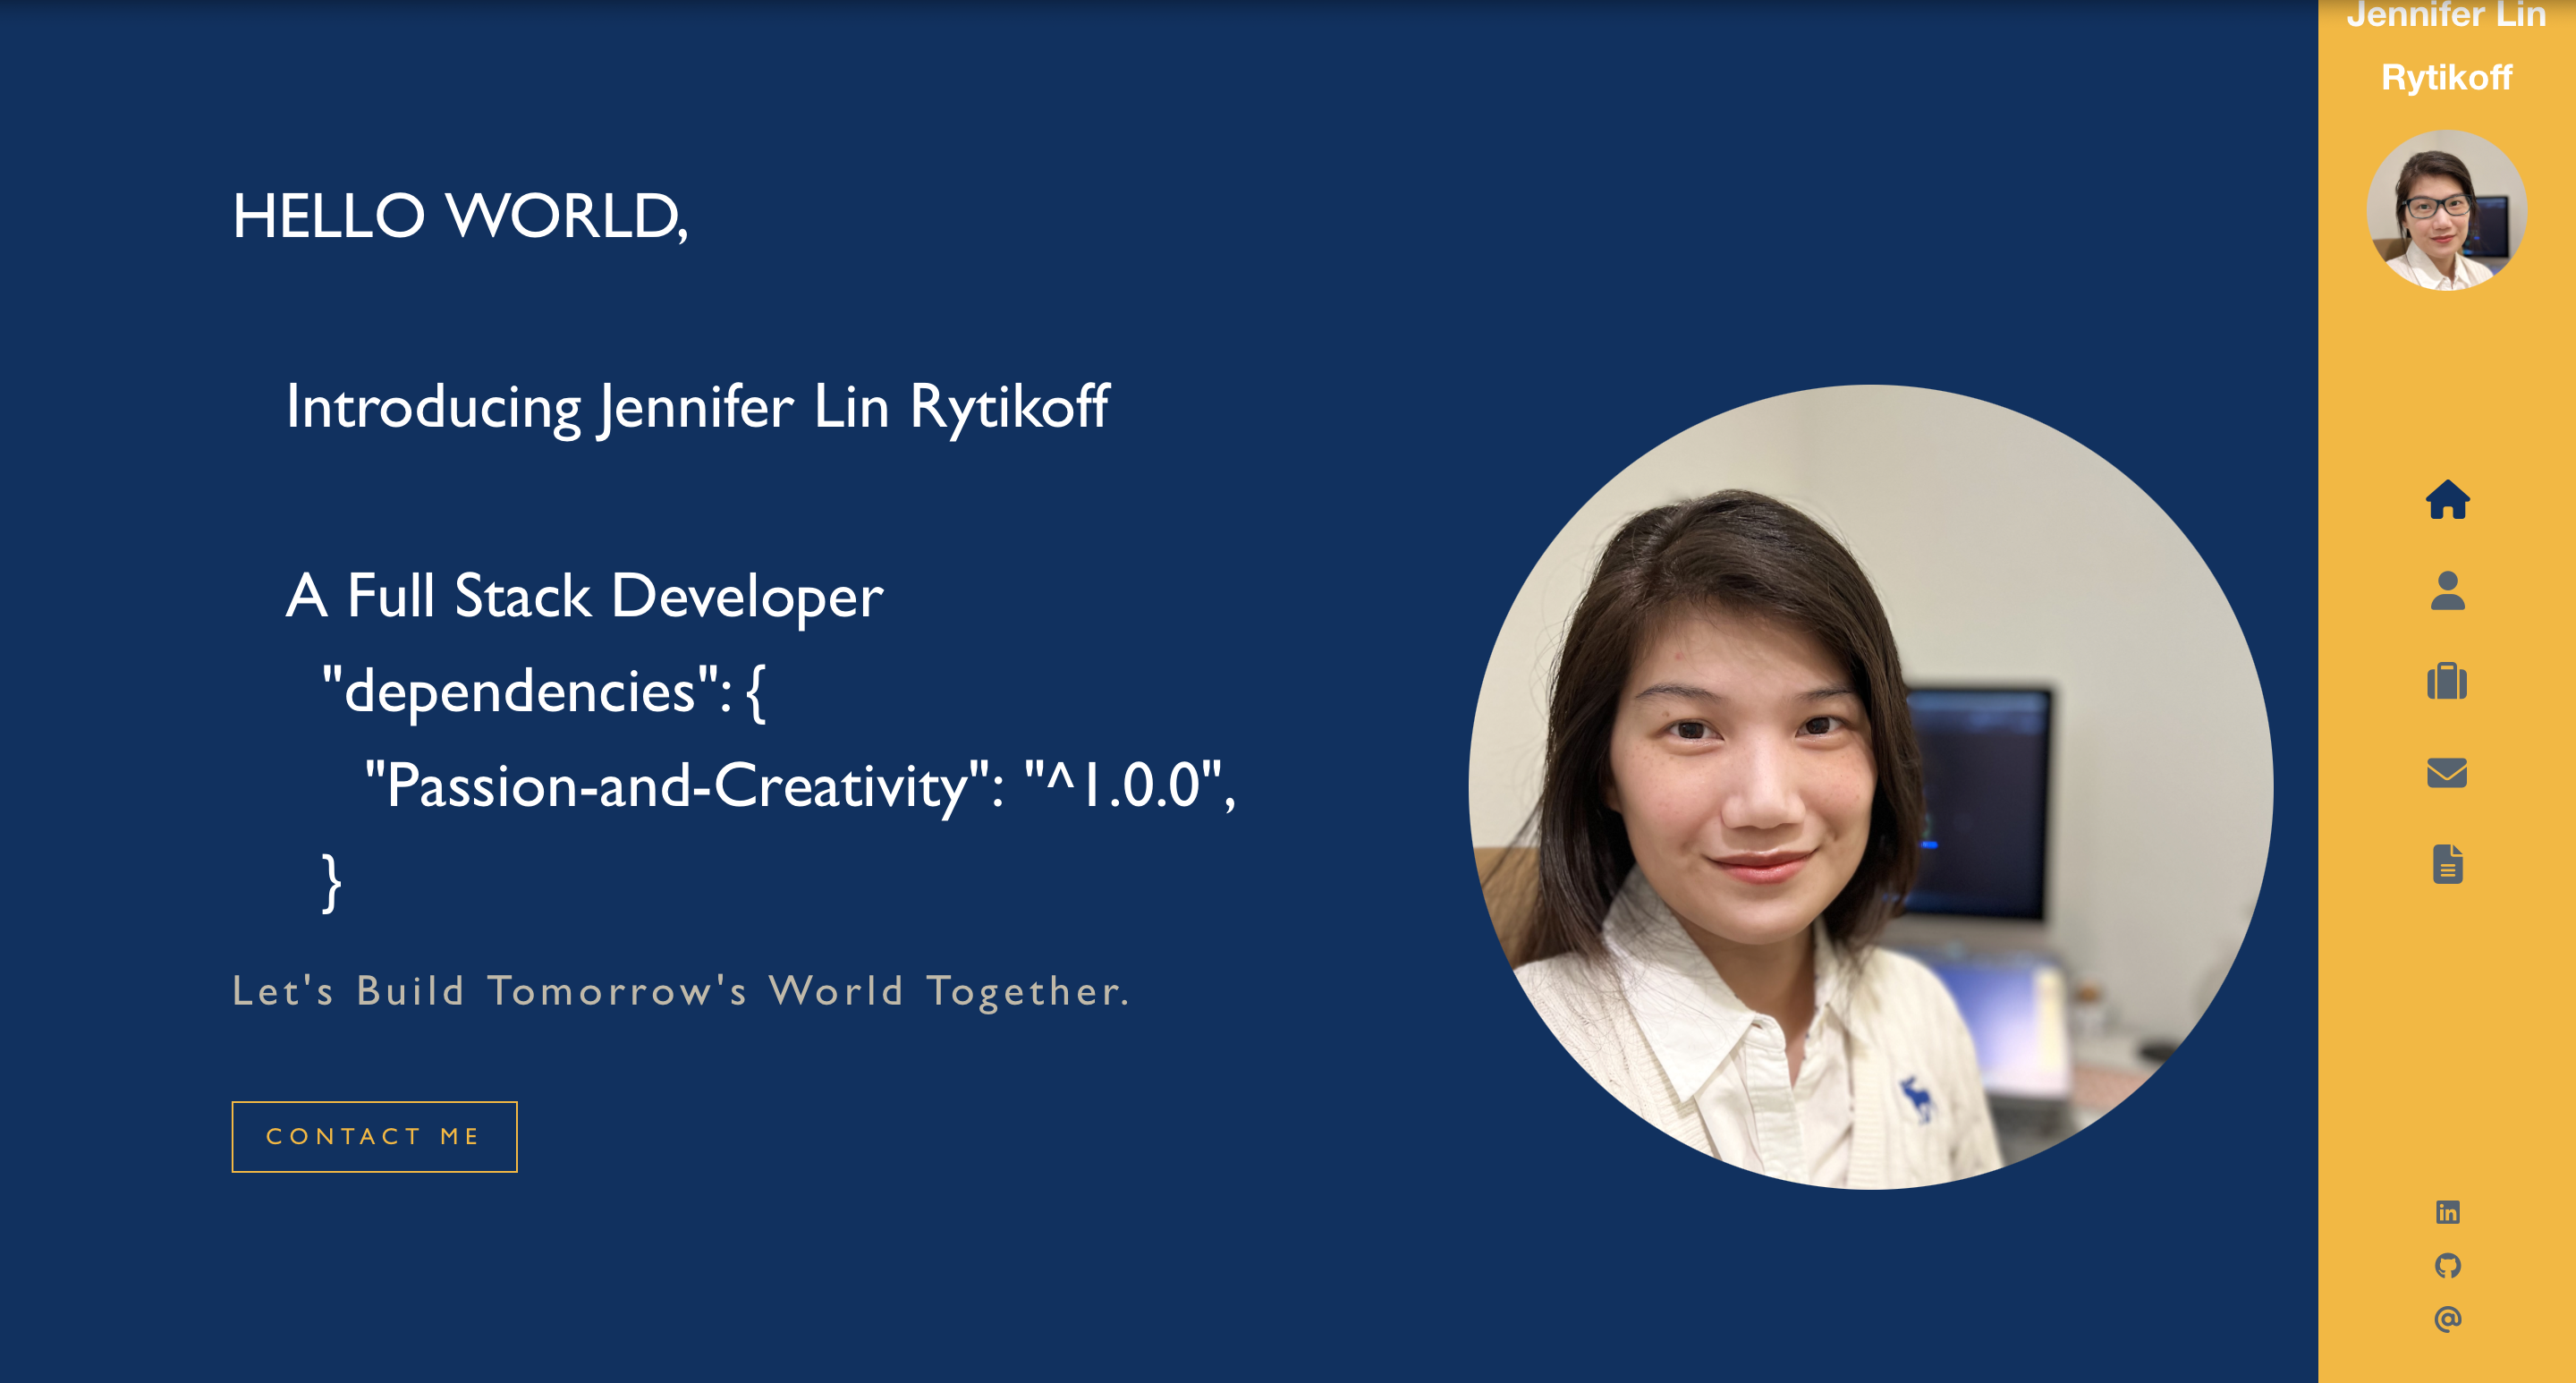 HELLO WORLD,
Introducing Jennifer Lin Rytikoff
A Full Stack Developer
"dependencies": {
"Passion-and-Creativity": "^1.0.0",
}
Let's Build Tomorrow's World Together.
CONTACT ME
Jennifer Lin
Rytikoff